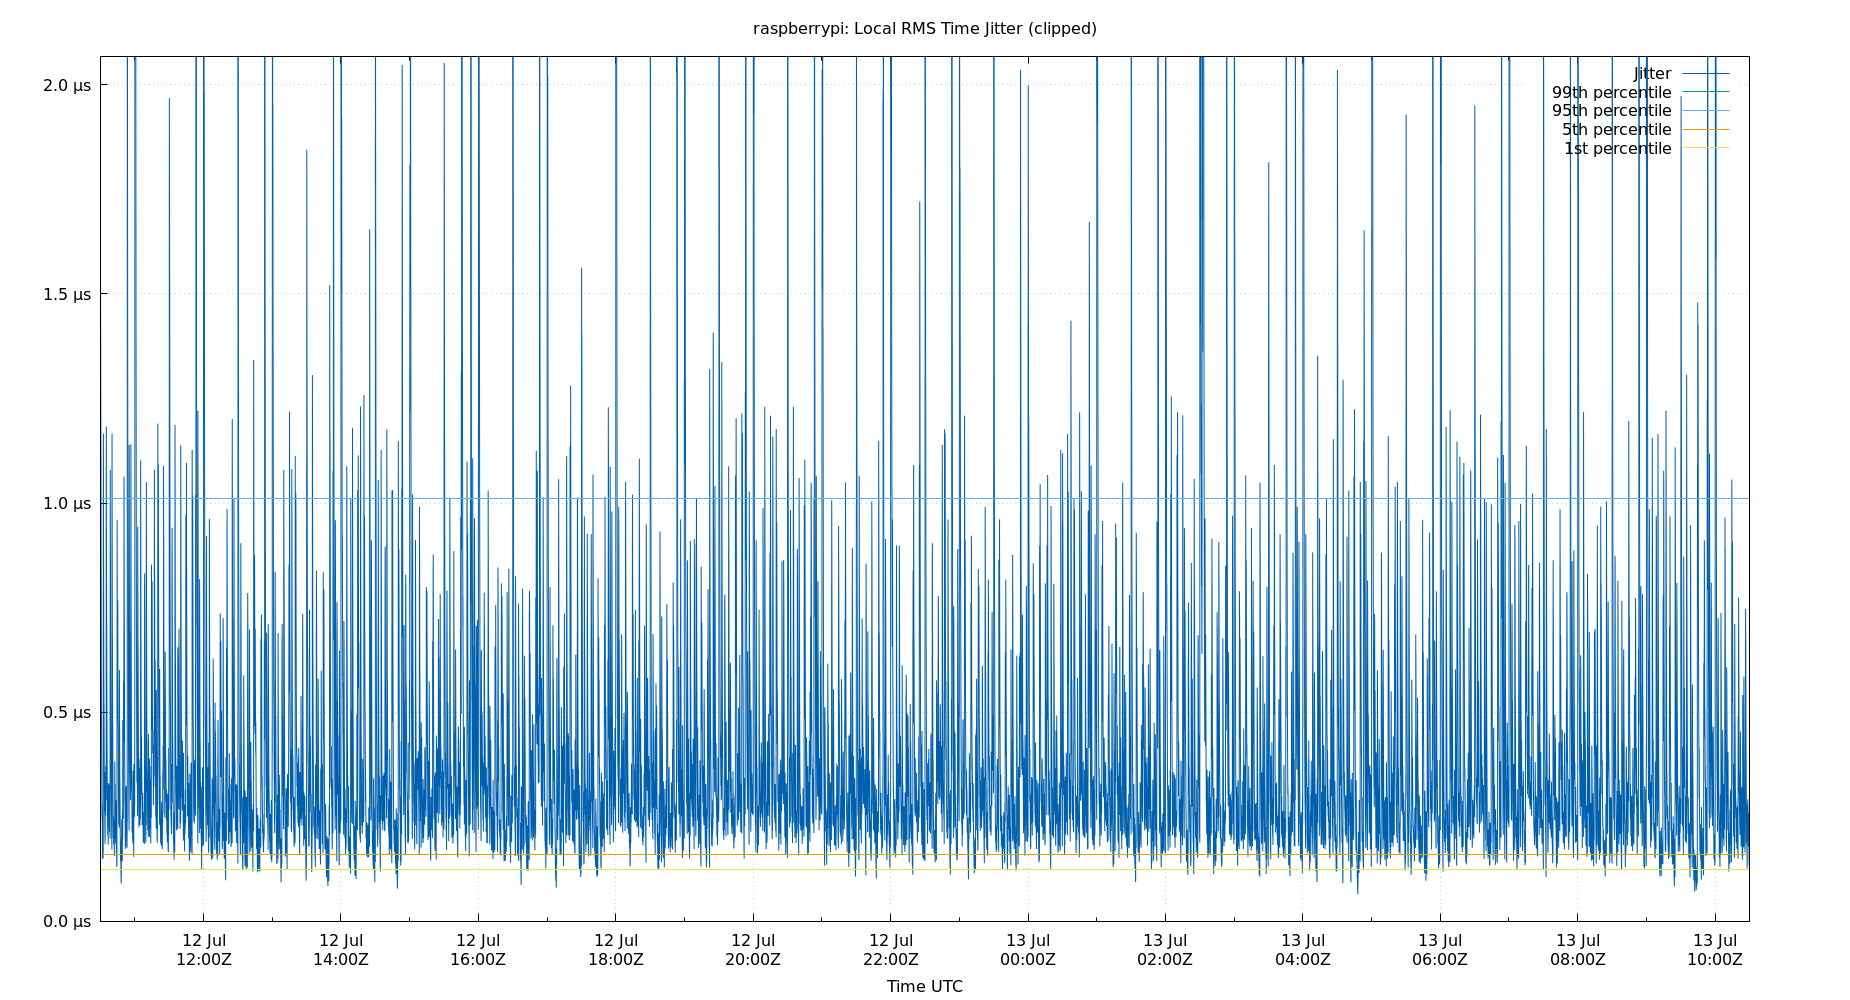 raspberrypi: Local RMS Time Jitter (clipped)
Jitter
99th percentile
95th percentile
5th percentile
1st percentile
2.0 µs
1.5 µs
1.0 µs
0.5 µs
0.0 µs
12 Jul 12 Jul 12 Jul 12 Jul 12 Jul 12 Jul 13 Jul 13 Jul 13 Jul 13 Jul 13 Jul 13 Jul
12:00Z 14:00Z 16:00Z 18:00Z 20:00Z 22:00Z 00:00Z 02:00Z 04:00Z 06:00Z 08:00Z 10:00Z
Time UTC